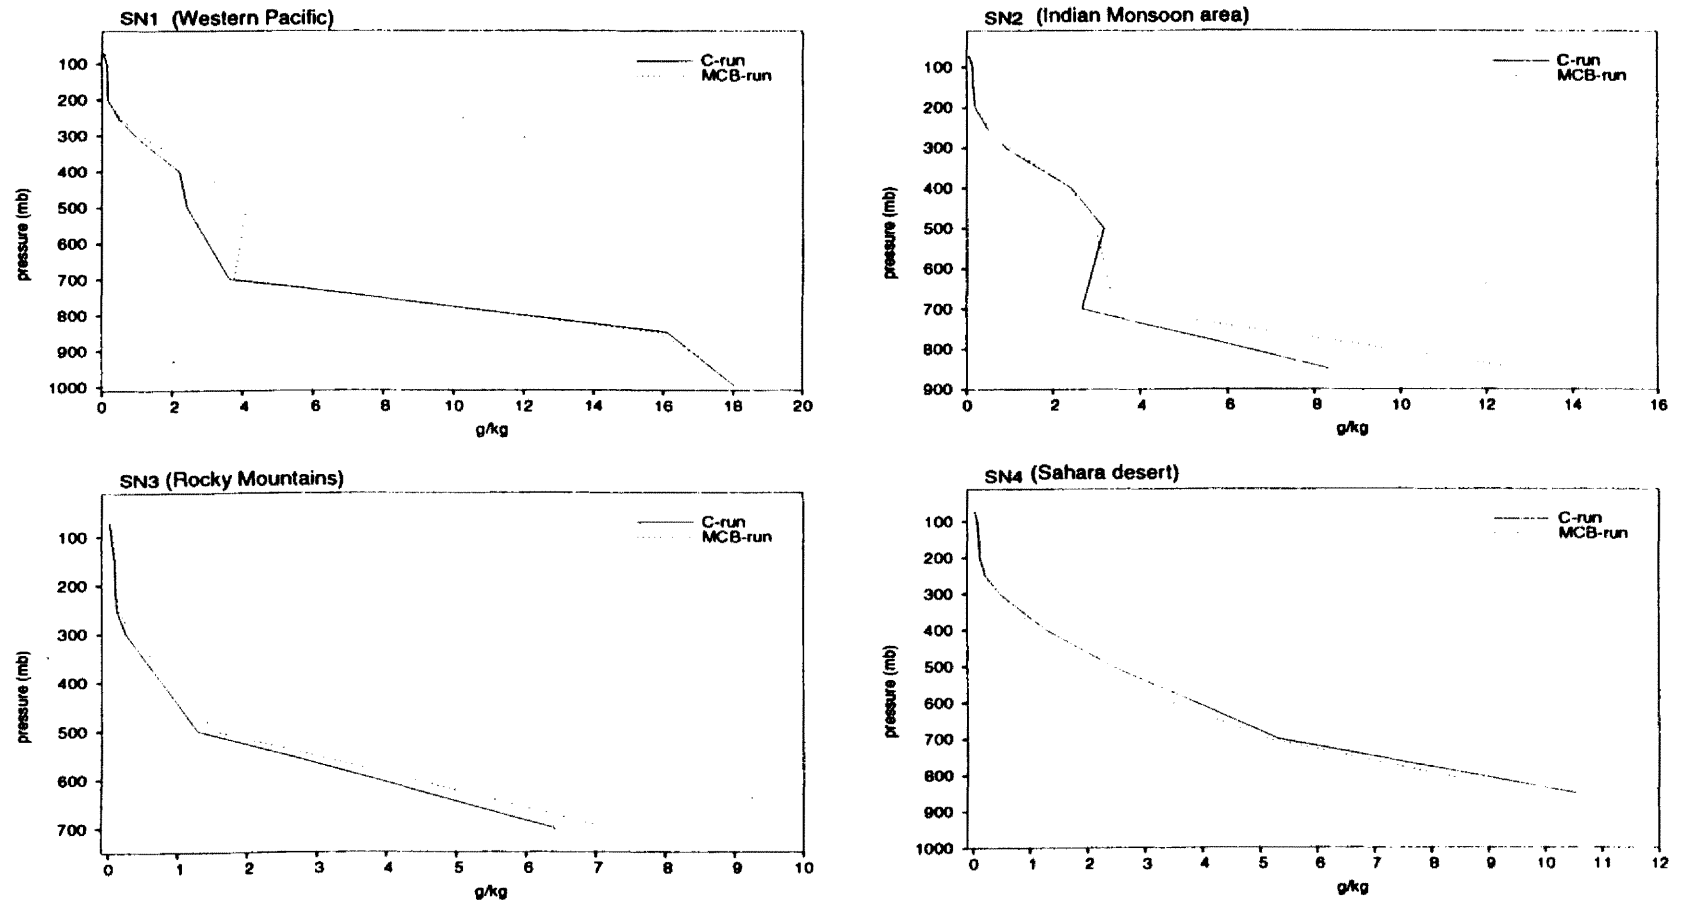 SN1 (Western Pacific)
C-run
MCB-run
100
200
300
400
500
600
700
800
900
1000
pressure (mb)
0 2 4 6 8 10 12 14 16 18 20
g/kg
SN2 (Indian Monsoon area)
C-run
MCB-run
100
200
300
400
500
600
700
800
900
pressure (mb)
0 2 4 6 8 10 12 14 16
g/kg
SN3 (Rocky Mountains)
C-run
MCB-run
100
200
300
400
500
600
700
pressure (mb)
0 1 2 3 4 5 6 7 8 9 10
g/kg
SN4 (Sahara desert)
C-run
MCB-run
100
200
300
400
500
600
700
800
900
1000
pressure (mb)
0 1 2 3 4 5 6 7 8 9 10 11 12
g/kg